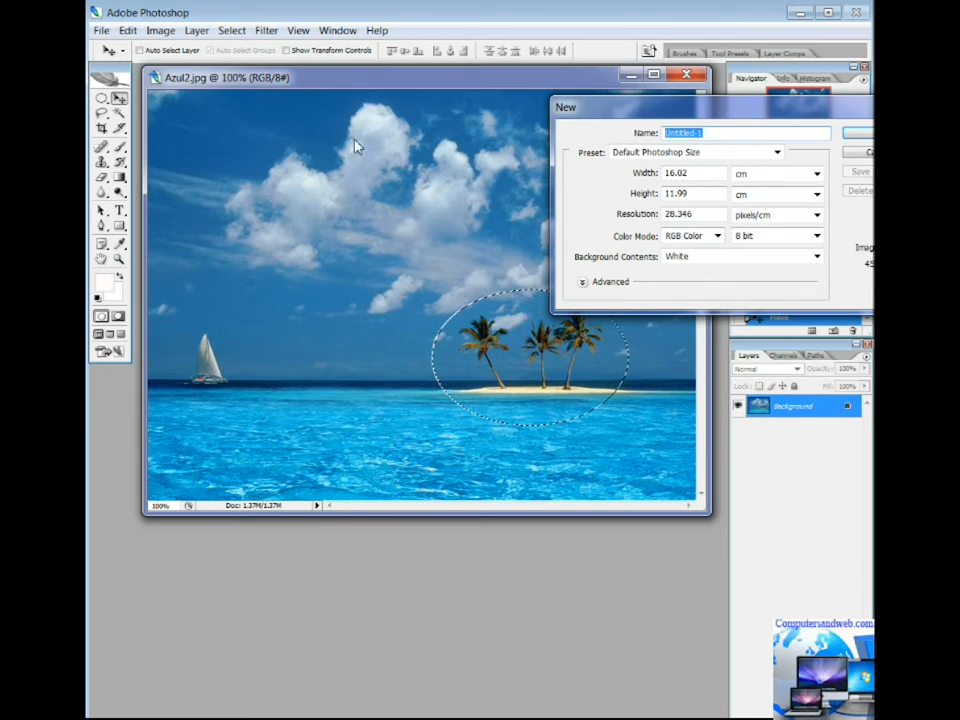 Adobe Photoshop
File Edit Image Layer Select Filter View Window Help
Auto Select Layer Auto Select Groups Show Transform Controls
Brushes Tool Presets Layer Comps
Azul2.jpg @ 100% (RGB/8#)
Navigator Info Histogram
New
Name: Untitled-1
Preset: Default Photoshop Size
Width: 16.02 cm
Height: 11.99 cm
Save
Resolution: 28.346 pixels/cm
Delete
Color Mode: RGB Color 8 bit
Background Contents: White
Advanced
Layers Channels Paths
Normal Opacity: 100%
Lock: Fill: 100%
Background
100% Doc: 1.37M/1.37M
Computersandweb.com